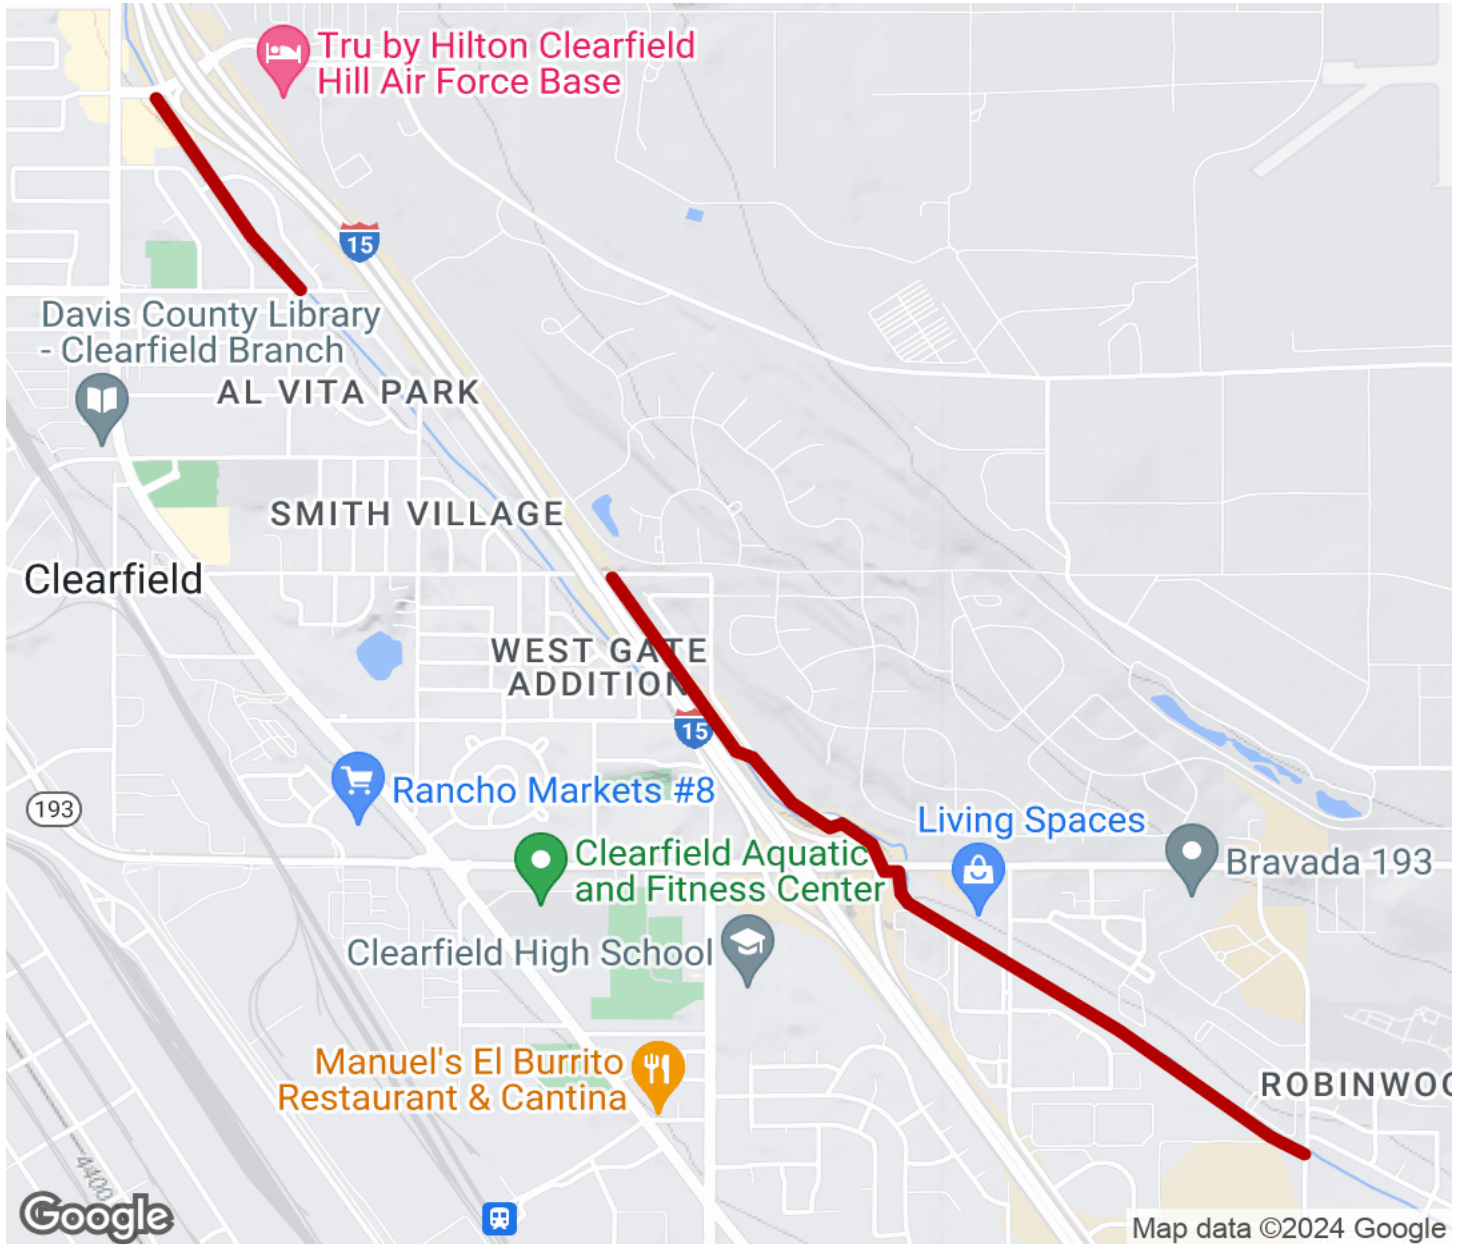 Tru by Hilton Clearfield
Hill Air Force Base
15
Davis County Library
- Clearfield Branch
AL VITA PARK
SMITH VILLAGE
Clearfield
WEST GATE
ADDITION
15
Rancho Markets #8
193
Living Spaces
Clearfield Aquatic
and Fitness Center
Bravada 193
Clearfield High School
Manuel's El Burrito
Restaurant & Cantina
ROBINWOO
4400
Google
Map data ©2024 Google